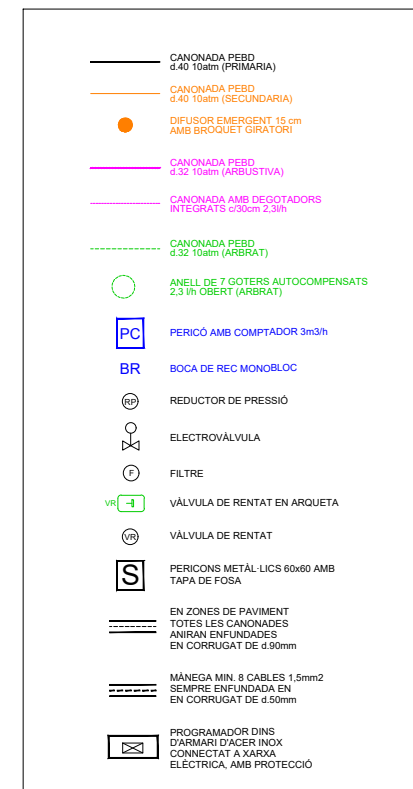 CANONADA PEBD
d.40 10atm (PRIMARIA)
CANONADA PEBD
d.40 10atm (SECUNDARIA)
DIFUSOR EMERGENT 15 cm
AMB BROQUET GIRATORI
CANONADA PEBD
d.32 10atm (ARBUSTIVA)
CANONADA AMB DEGOTADORS
INTEGRATS c/30cm 2,3l/h
CANONADA PEBD
d.32 10atm (ARBRAT)
ANELL DE 7 GOTERS AUTOCOMPENSATS
2,3 l/h OBERT (ARBRAT)
PC PERICÓ AMB COMPTADOR 3m3/h
BR BOCA DE REC MONOBLOC
RP REDUCTOR DE PRESSIÓ
ELECTROVÀLVULA
F FILTRE
VR VÀLVULA DE RENTAT EN ARQUETA
VR VÀLVULA DE RENTAT
S PERICONS METÀL·LICS 60x60 AMB
TAPA DE FOSA
EN ZONES DE PAVIMENT
TOTES LES CANONADES
ANIRAN ENFUNDADES
EN CORRUGAT DE d.90mm
MÀNEGA MIN. 8 CABLES 1,5mm2
SEMPRE ENFUNDADA EN
EN CORRUGAT DE d.50mm
PROGRAMADOR DINS
D'ARMARI D'ACER INOX
CONNECTAT A XARXA
ELÈCTRICA, AMB PROTECCIÓ